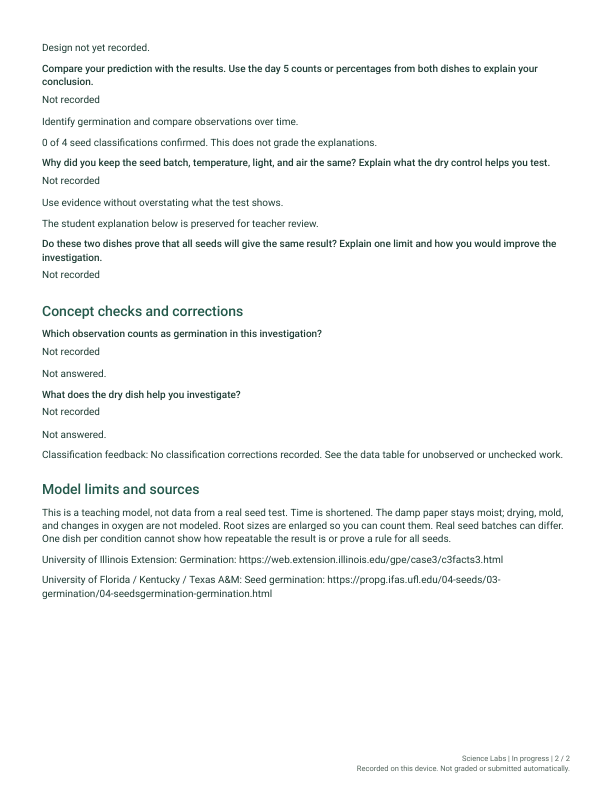 Design not yet recorded.
Compare your prediction with the results. Use the day 5 counts or percentages from both dishes to explain your
conclusion.
Not recorded
Identify germination and compare observations over time.
0 of 4 seed classifications confirmed. This does not grade the explanations.
Why did you keep the seed batch, temperature, light, and air the same? Explain what the dry control helps you test.
Not recorded
Use evidence without overstating what the test shows.
The student explanation below is preserved for teacher review.
Do these two dishes prove that all seeds will give the same result? Explain one limit and how you would improve the
investigation.
Not recorded
Concept checks and corrections
Which observation counts as germination in this investigation?
Not recorded
Not answered.
What does the dry dish help you investigate?
Not recorded
Not answered.
Classification feedback: No classification corrections recorded. See the data table for unobserved or unchecked work.
Model limits and sources
This is a teaching model, not data from a real seed test. Time is shortened. The damp paper stays moist; drying, mold,
and changes in oxygen are not modeled. Root sizes are enlarged so you can count them. Real seed batches can differ.
One dish per condition cannot show how repeatable the result is or prove a rule for all seeds.
University of Illinois Extension: Germination: https://web.extension.illinois.edu/gpe/case3/c3facts3.html
University of Florida / Kentucky / Texas A&M: Seed germination: https://propg.ifas.ufl.edu/04-seeds/03-
germination/04-seedsgermination-germination.html
Science Labs | In progress | 2 / 2
Recorded on this device. Not graded or submitted automatically.